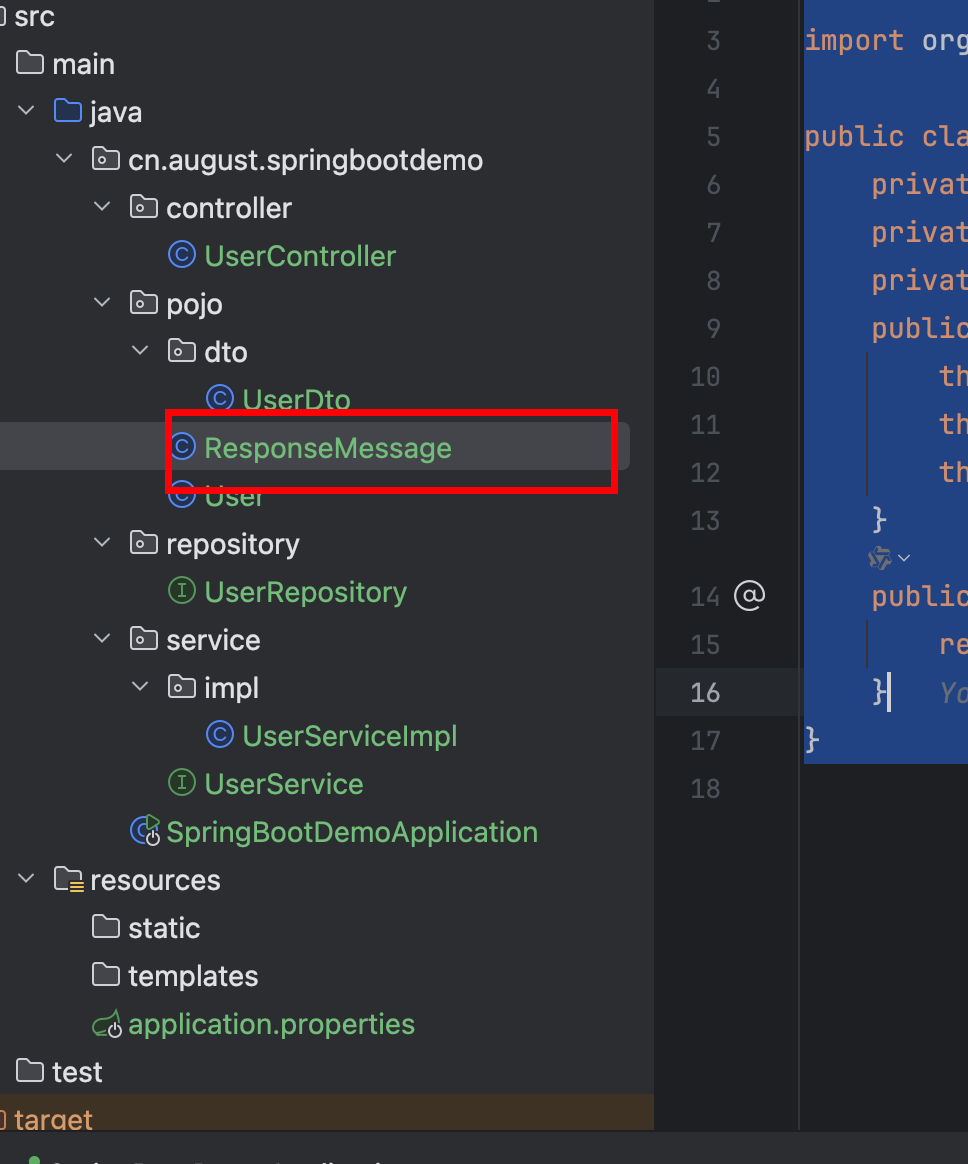 src
main
java
cn.august.springbootdemo
controller
UserController
pojo
dto
UserDto
ResponseMessage
User
repository
UserRepository
service
impl
UserServiceImpl
UserService
SpringBootDemoApplication
resources
static
templates
application.properties
test
target
3 import org
4
5 public cla
6 privat
7 privat
8 privat
9 public
10 th
11 th
12 th
13 }
14 @ public
15 re
16 } Yo
17 }
18